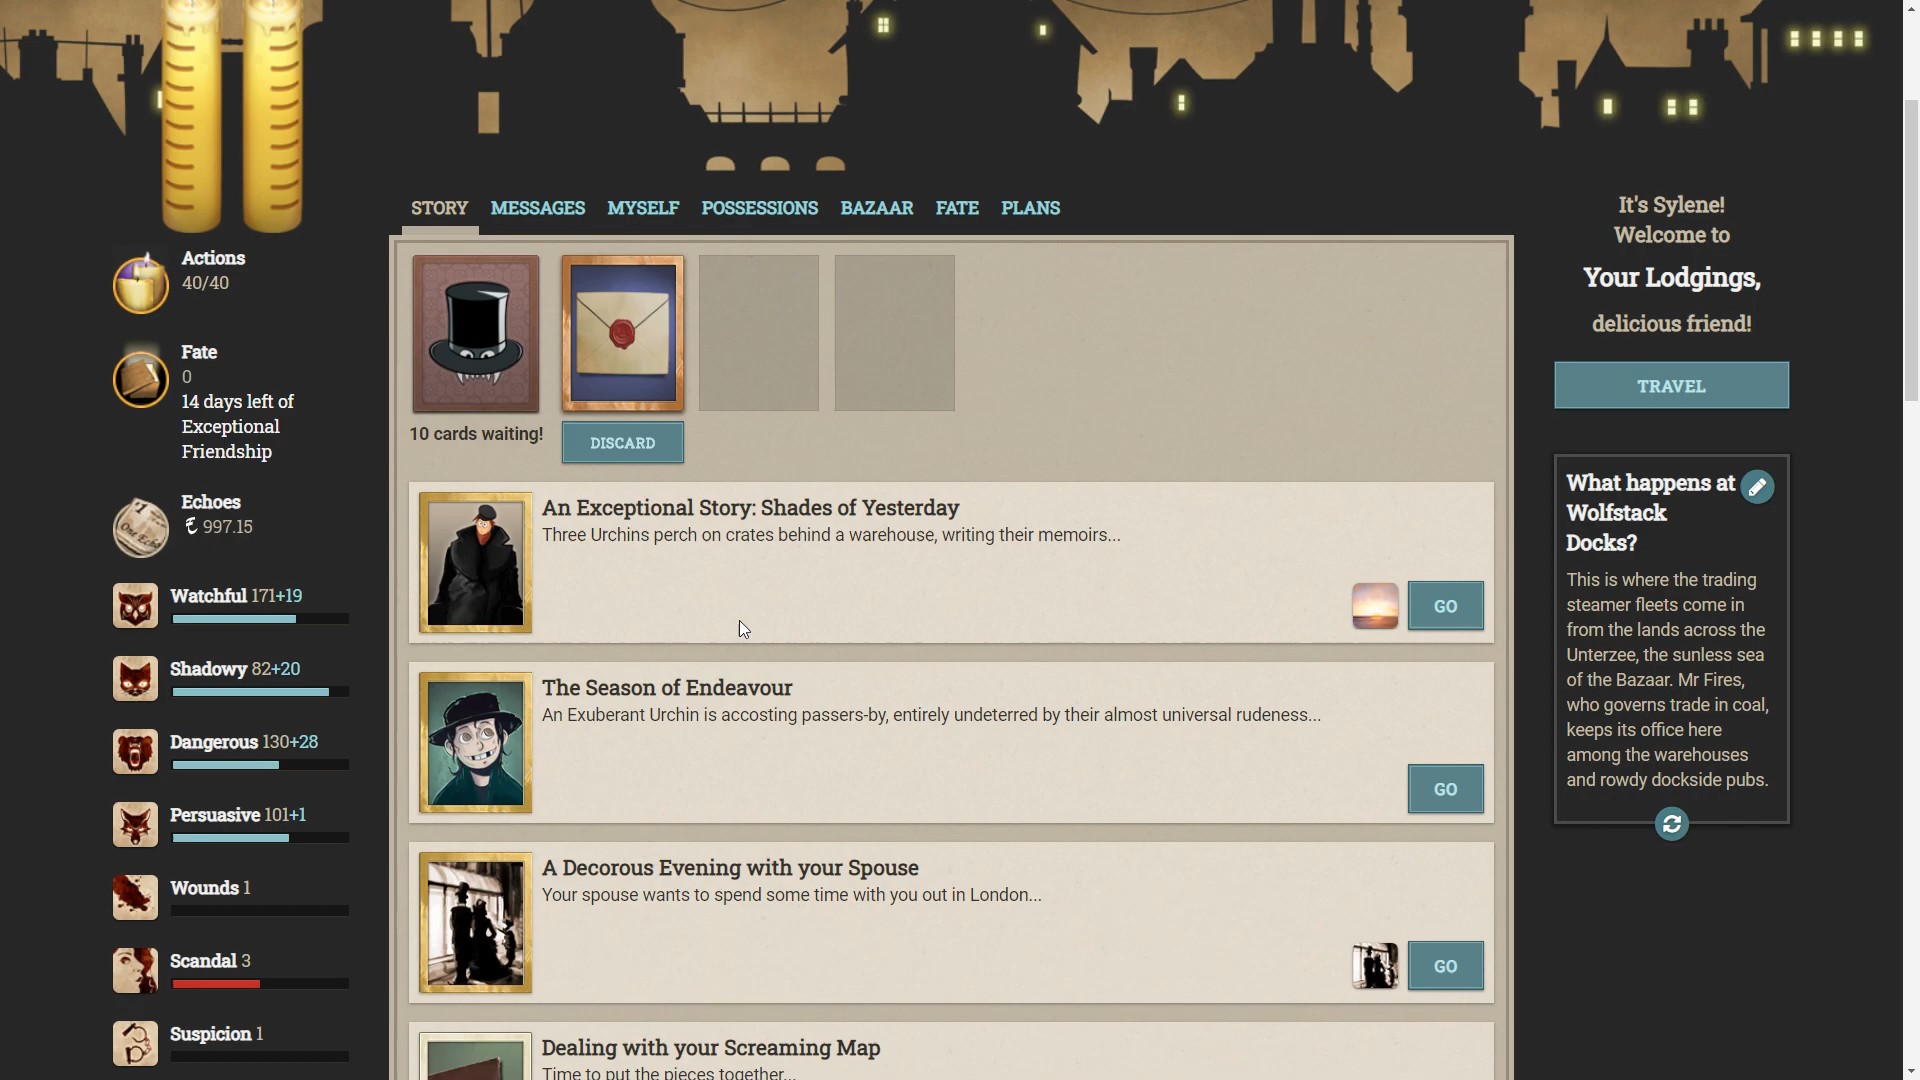 STORY MESSAGES MYSELF POSSESSIONS BAZAAR FATE PLANS
Actions
40/40
Fate
0
14 days left of
Exceptional
Friendship
Echoes
997.15
Watchful 171+19
Shadowy 82+20
Dangerous 130+28
Persuasive 101+1
Wounds 1
Scandal 3
Suspicion 1
10 cards waiting!
DISCARD
An Exceptional Story: Shades of Yesterday
Three Urchins perch on crates behind a warehouse, writing their memoirs...
GO
The Season of Endeavour
An Exuberant Urchin is accosting passers-by, entirely undeterred by their almost universal rudeness...
GO
A Decorous Evening with your Spouse
Your spouse wants to spend some time with you out in London...
GO
Dealing with your Screaming Map
Time to put the pieces together...
It's Sylene!
Welcome to
Your Lodgings,
delicious friend!
TRAVEL
What happens at
Wolfstack
Docks?
This is where the trading
steamer fleets come in
from the lands across the
Unterzee, the sunless sea
of the Bazaar. Mr Fires,
who governs trade in coal,
keeps its office here
among the warehouses
and rowdy dockside pubs.